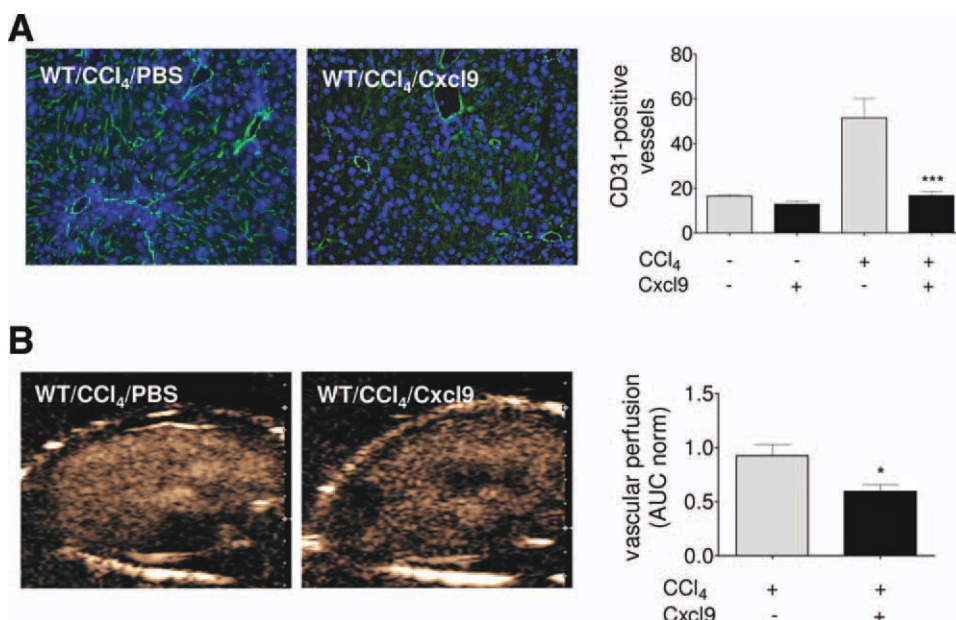 A
WT/CCl₄/PBS
WT/CCl₄/Cxcl9
CD31-positive
vessels
80
60
40
20
0
***
CCl₄ - - + +
Cxcl9 - + - +
B
WT/CCl₄/PBS
WT/CCl₄/Cxcl9
vascular perfusion
(AUC norm)
1.5
1.0
0.5
0.0
*
CCl₄ + +
Cxcl9 - +